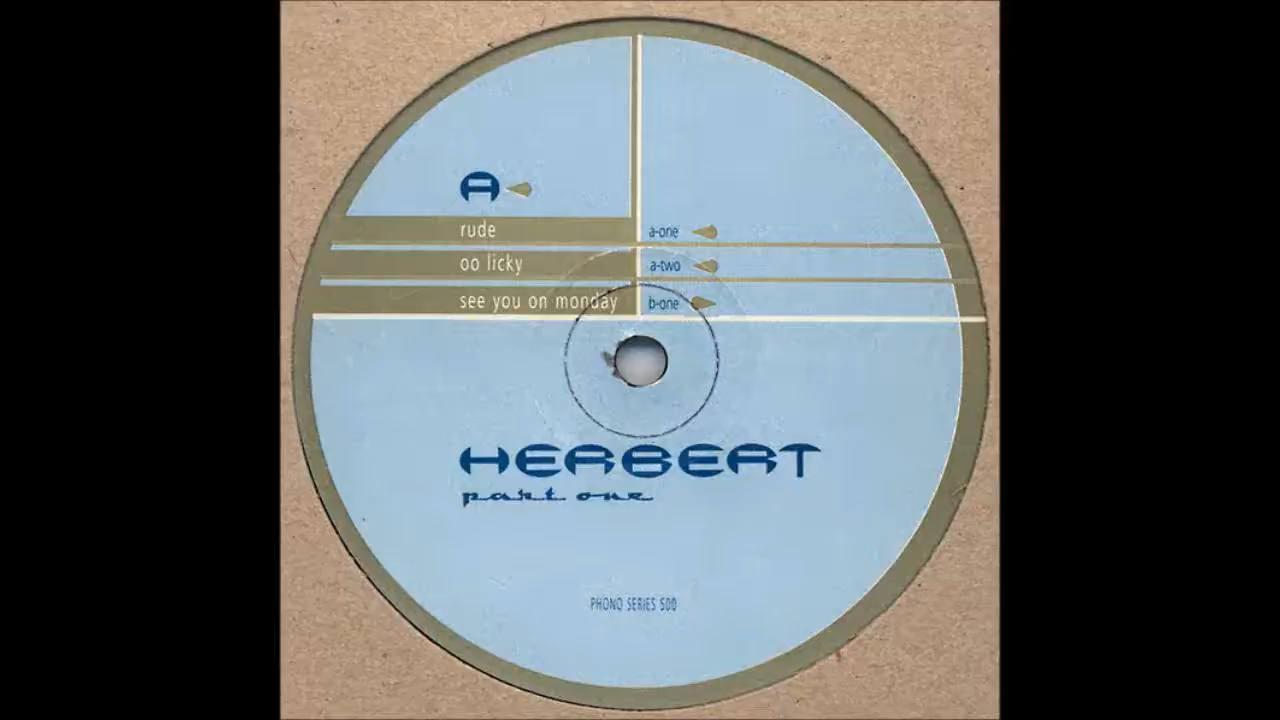 A
rude a-one
oo licky a-two
see you on monday b-one
HERBERT
part one
PHONO SERIES 500